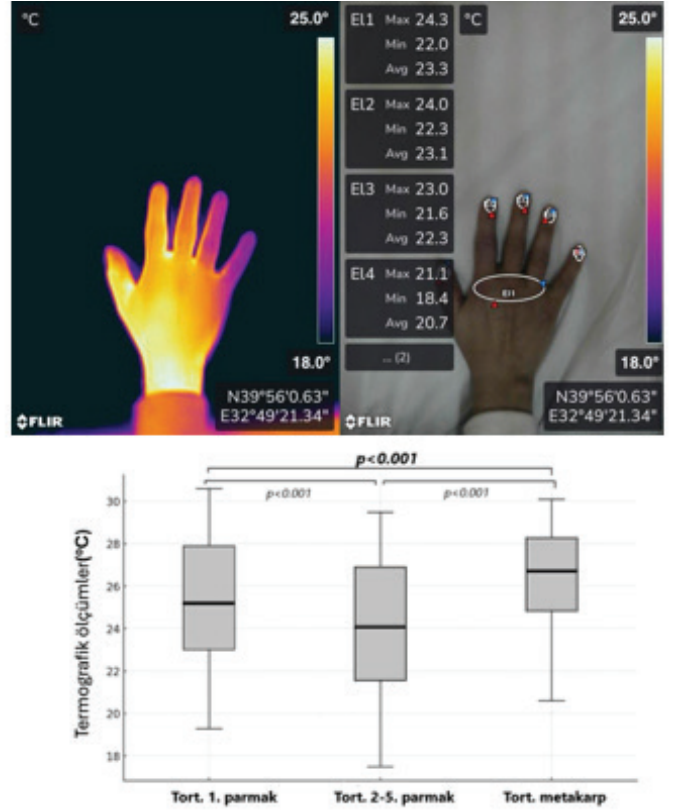 °C
25.0°
18.0°
N39°56'0.63"
E32°49'21.34"
FLIR
El1 Max 24.3
Min 22.0
Avg 23.3
El2 Max 24.0
Min 22.3
Avg 23.1
El3 Max 23.0
Min 21.6
Avg 22.3
El4 Max 21.1
Min 18.4
Avg 20.7
... (2)
°C
25.0°
El1
18.0°
N39°56'0.63"
E32°49'21.34"
FLIR
p<0.001
p<0.001
p<0.001
Termografik ölçümler(°C)
30
28
26
24
22
20
18
Tort. 1. parmak
Tort. 2-5. parmak
Tort. metakarp